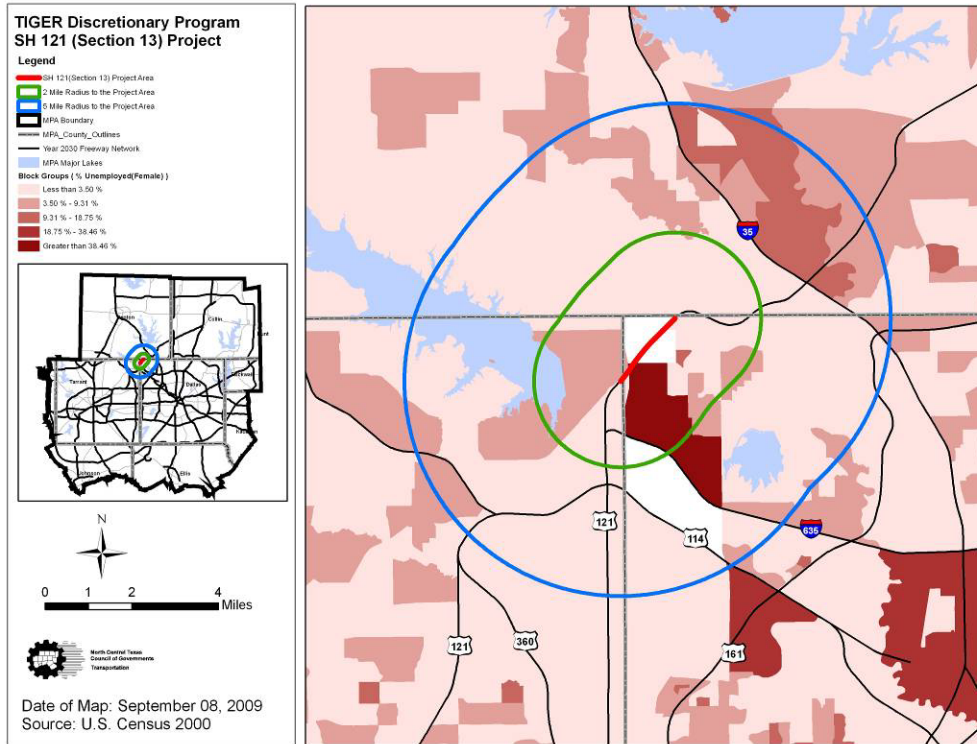 TIGER Discretionary Program
SH 121 (Section 13) Project
Legend
SH 121(Section 13) Project Area
2 Mile Radius to the Project Area
5 Mile Radius to the Project Area
MPA Boundary
MPA_County_Outlines
Year 2030 Freeway Network
MPA Major Lakes
Block Groups ( % Unemployed(Female) )
Less than 3.50 %
3.50 % - 9.31 %
9.31 % - 18.75 %
18.75 % - 38.46 %
Greater than 38.46 %
Collin
Hunt
Tarrant
Dallas
Johnson
Ellis
N
0 1 2 4
Miles
North Central Texas
Council of Governments
Transportation
Date of Map: September 08, 2009
Source: U.S. Census 2000
35
121
114
635
121
360
161